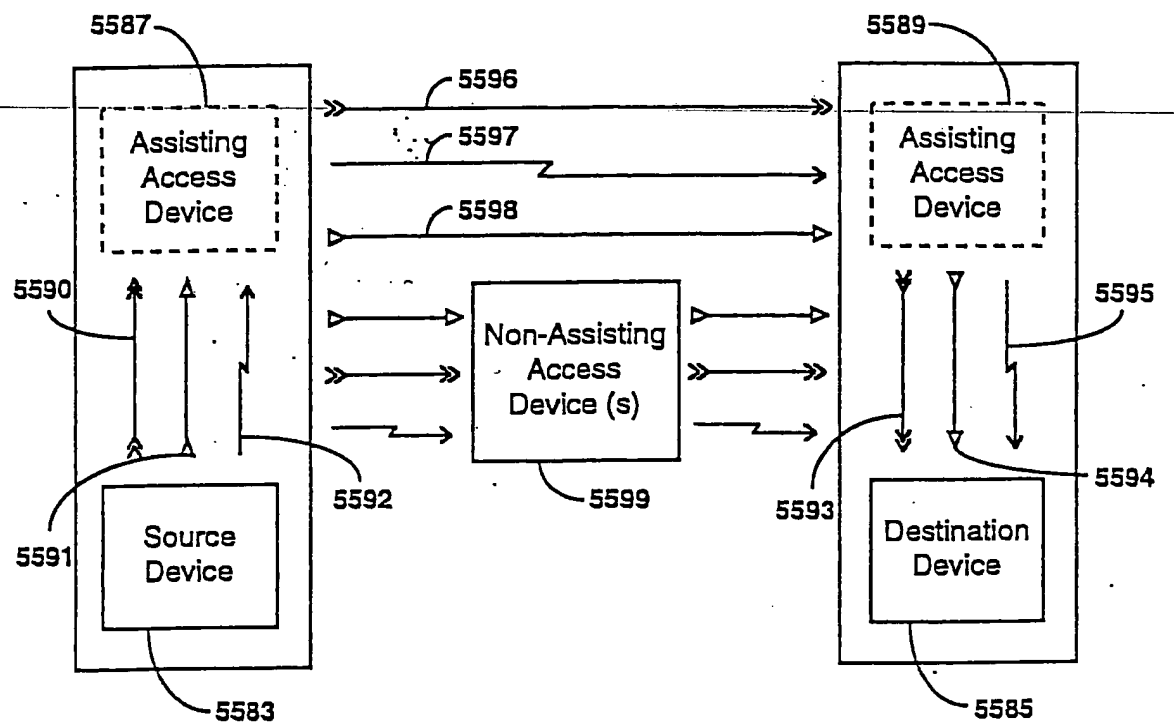 5587
5589
5596
Assisting
Access
Device
5597
Assisting
Access
Device
5598
5590
5595
Non-Assisting
Access
Device (s)
5592
5599
5593
5594
5591
Source
Device
Destination
Device
5583
5585